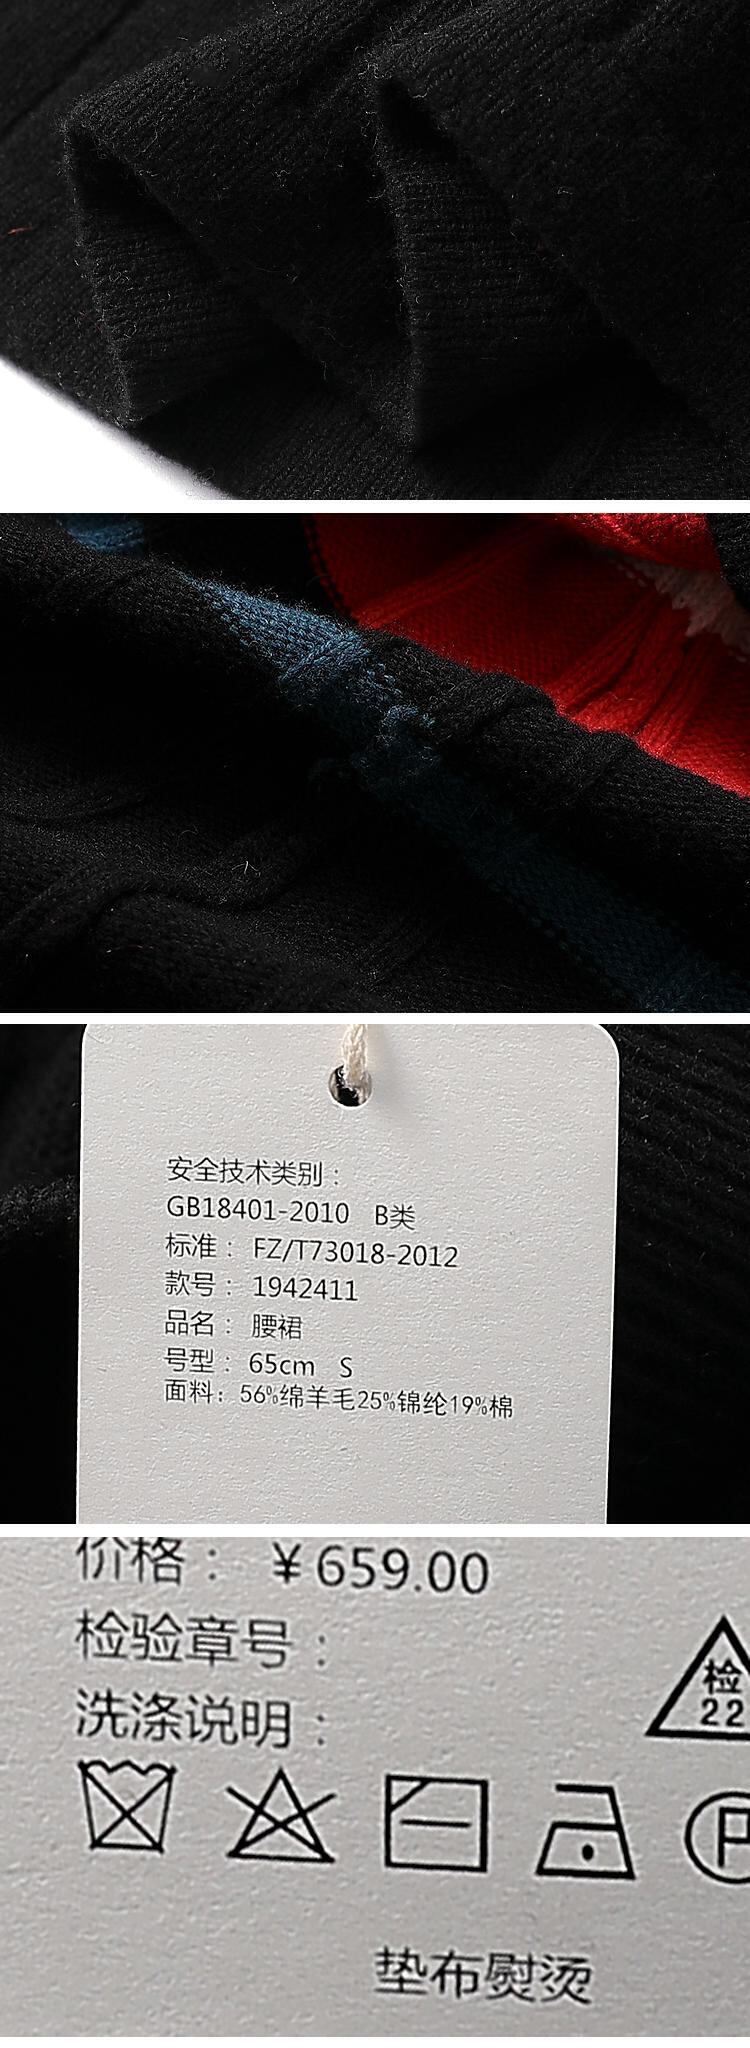 安全技术类别：
GB18401-2010 B类
标准： FZ/T73018-2012
款号： 1942411
品名： 腰裙
号型： 65cm S
面料：56%绵羊毛25%锦纶19%棉
价格： ￥659.00
检验章号：
检
22
洗涤说明：
P
垫布熨烫